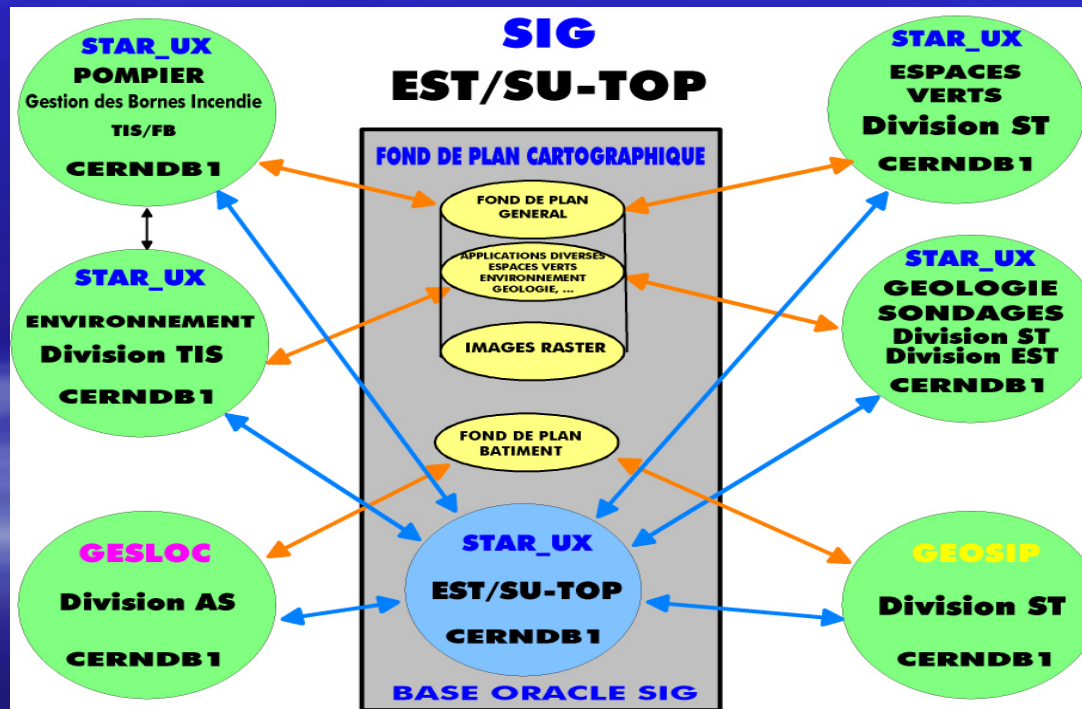 SIG
EST/SU-TOP
STAR_UX
POMPIER
Gestion des Bornes Incendie
TIS/FB
CERNDB1
STAR_UX
ENVIRONNEMENT
Division TIS
CERNDB1
GESLOC
Division AS
CERNDB1
FOND DE PLAN CARTOGRAPHIQUE
FOND DE PLAN
GENERAL
APPLICATIONS DIVERSES
ESPACES VERTS
ENVIRONNEMENT
GEOLOGIE, ...
IMAGES RASTER
FOND DE PLAN
BATIMENT
STAR_UX
EST/SU-TOP
CERNDB1
BASE ORACLE SIG
STAR_UX
ESPACES
VERTS
Division ST
CERNDB1
STAR_UX
GEOLOGIE
SONDAGES
Division ST
Division EST
CERNDB1
GEOSIP
Division ST
CERNDB1